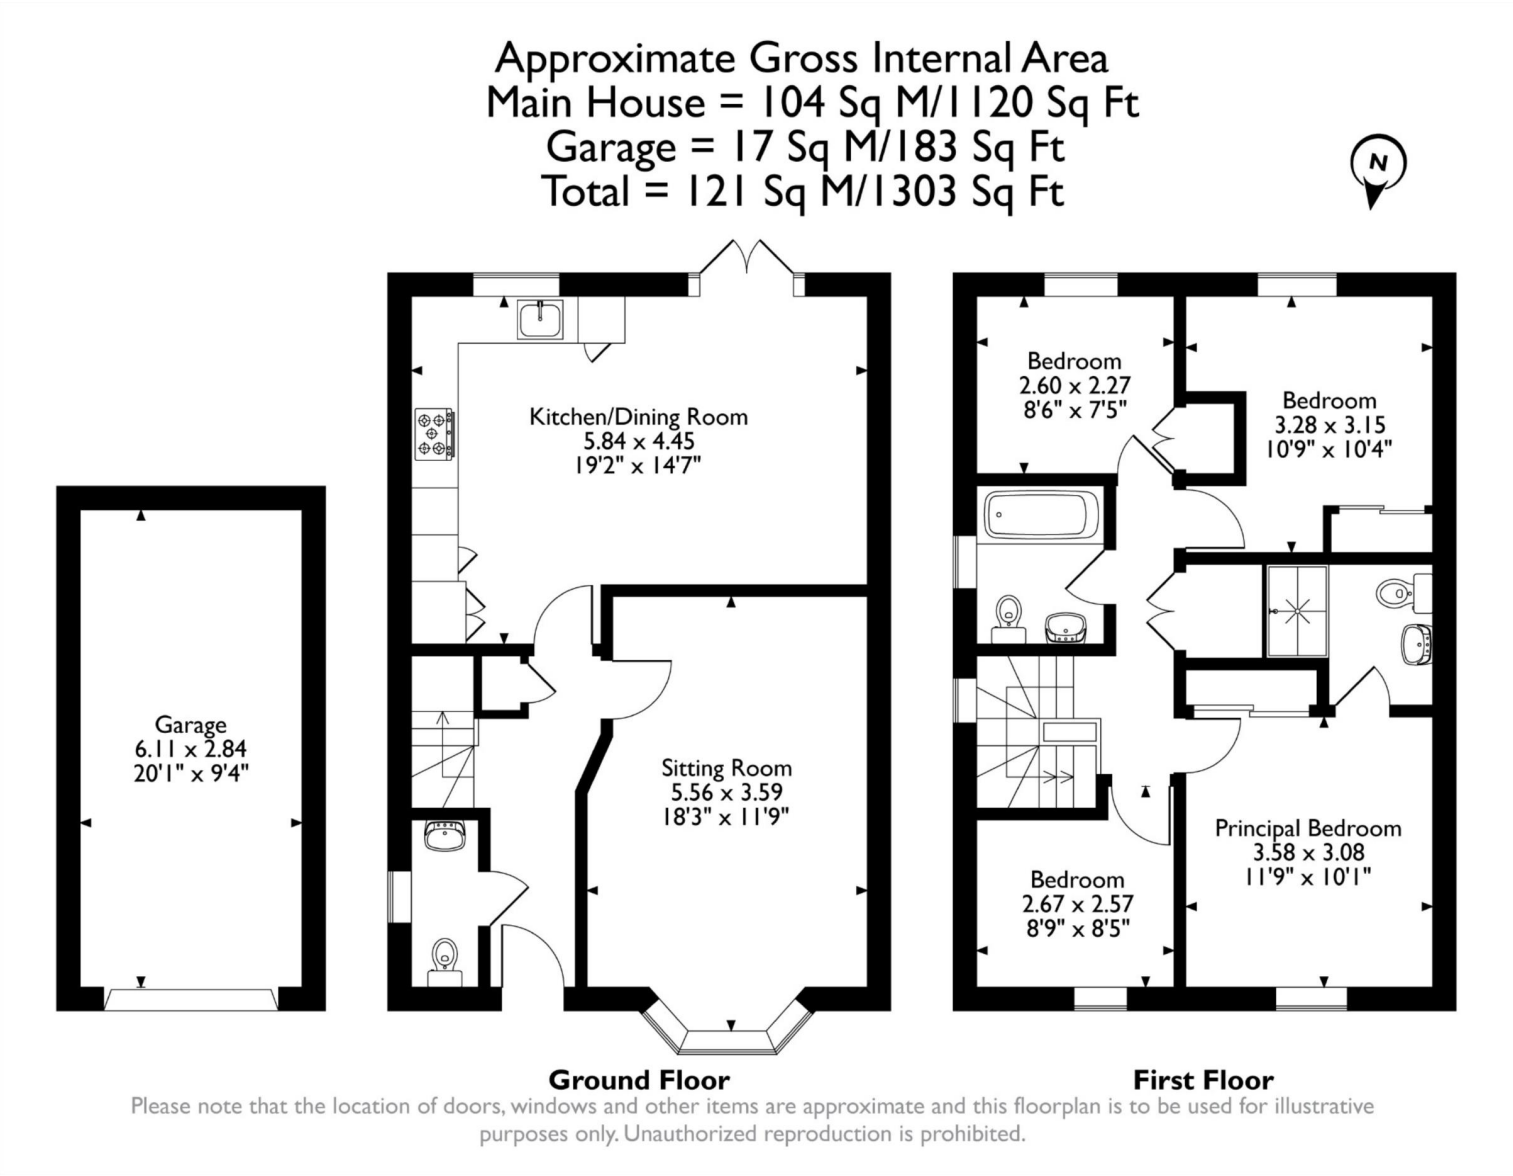 Approximate Gross Internal Area
Main House = 104 Sq M/1120 Sq Ft
Garage = 17 Sq M/183 Sq Ft
Total = 121 Sq M/1303 Sq Ft
N
Kitchen/Dining Room
5.84 x 4.45
19'2" x 14'7"
Bedroom
2.60 x 2.27
8'6" x 7'5"
Bedroom
3.28 x 3.15
10'9" x 10'4"
Garage
6.11 x 2.84
20'1" x 9'4"
Sitting Room
5.56 x 3.59
18'3" x 11'9"
Principal Bedroom
3.58 x 3.08
11'9" x 10'1"
Bedroom
2.67 x 2.57
8'9" x 8'5"
Ground Floor
First Floor
Please note that the location of doors, windows and other items are approximate and this floorplan is to be used for illustrative
purposes only. Unauthorized reproduction is prohibited.